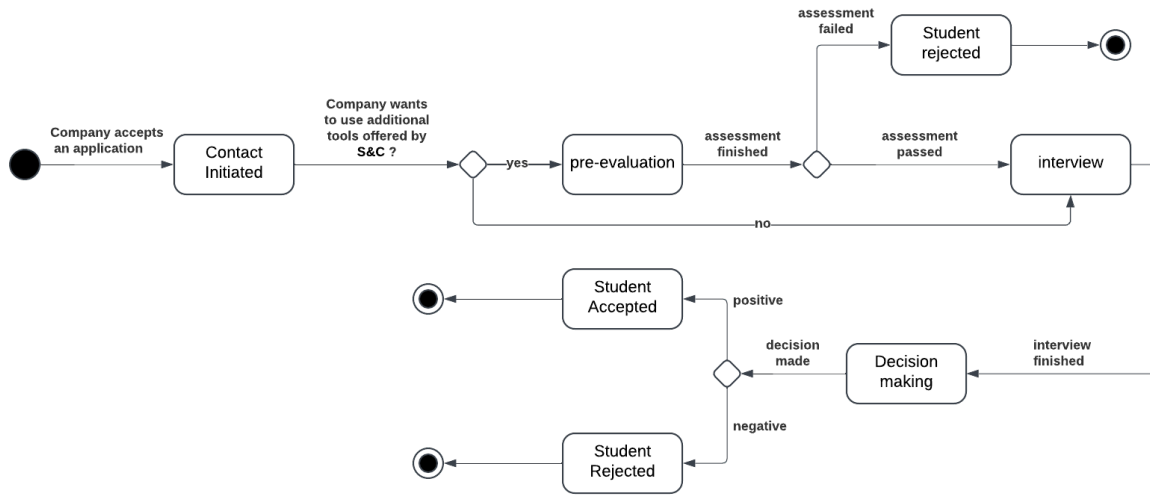 assessment
failed
Student
rejected
Company accepts
an application
Contact
Initiated
Company wants
to use additional
tools offered by
S&C ?
yes
pre-evaluation
assessment
finished
assessment
passed
interview
no
Student
Accepted
positive
decision
made
Decision
making
interview
finished
negative
Student
Rejected